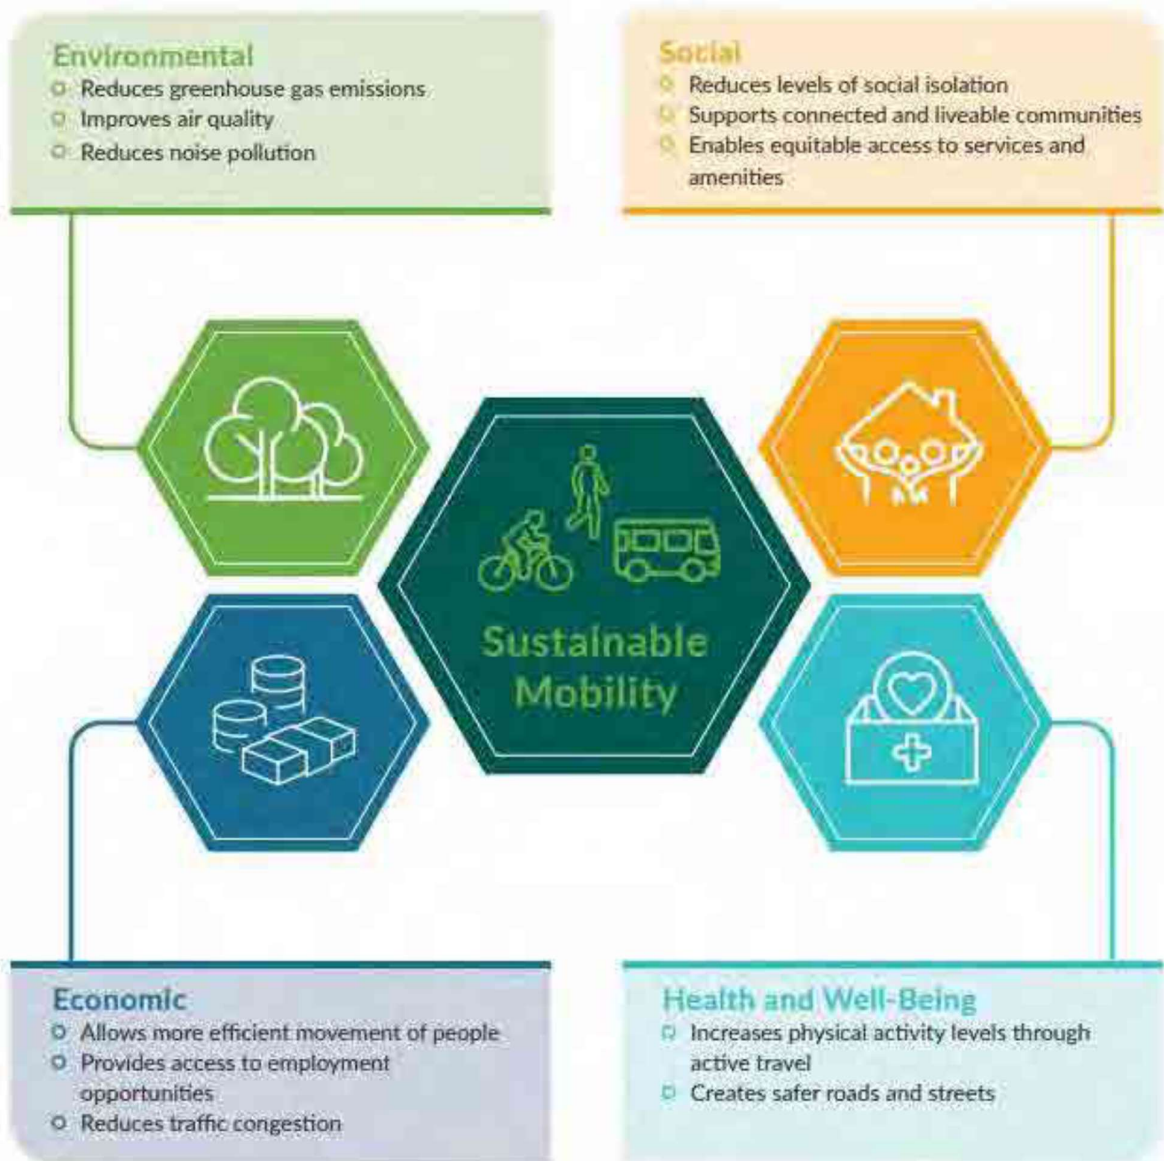 Environmental
Reduces greenhouse gas emissions
Improves air quality
Reduces noise pollution
Social
Reduces levels of social isolation
Supports connected and liveable communities
Enables equitable access to services and
amenities
Sustainable
Mobility
Economic
Allows more efficient movement of people
Provides access to employment
opportunities
Reduces traffic congestion
Health and Well-Being
Increases physical activity levels through
active travel
Creates safer roads and streets